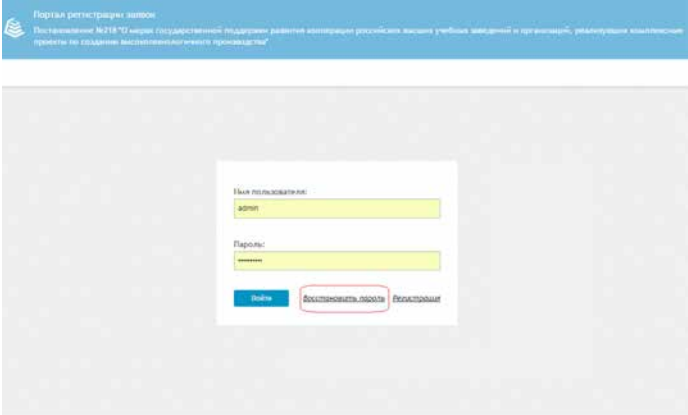 Портал регистрации заявок
Постановление №218 "О мерах государственной поддержки развития кооперации российских высших учебных заведений и организаций, реализующих комплексные
проекты по созданию высокотехнологичного производства"
Имя пользователя:
admin
Пароль:
•••••••••
Войти
Восстановить пароль Регистрация